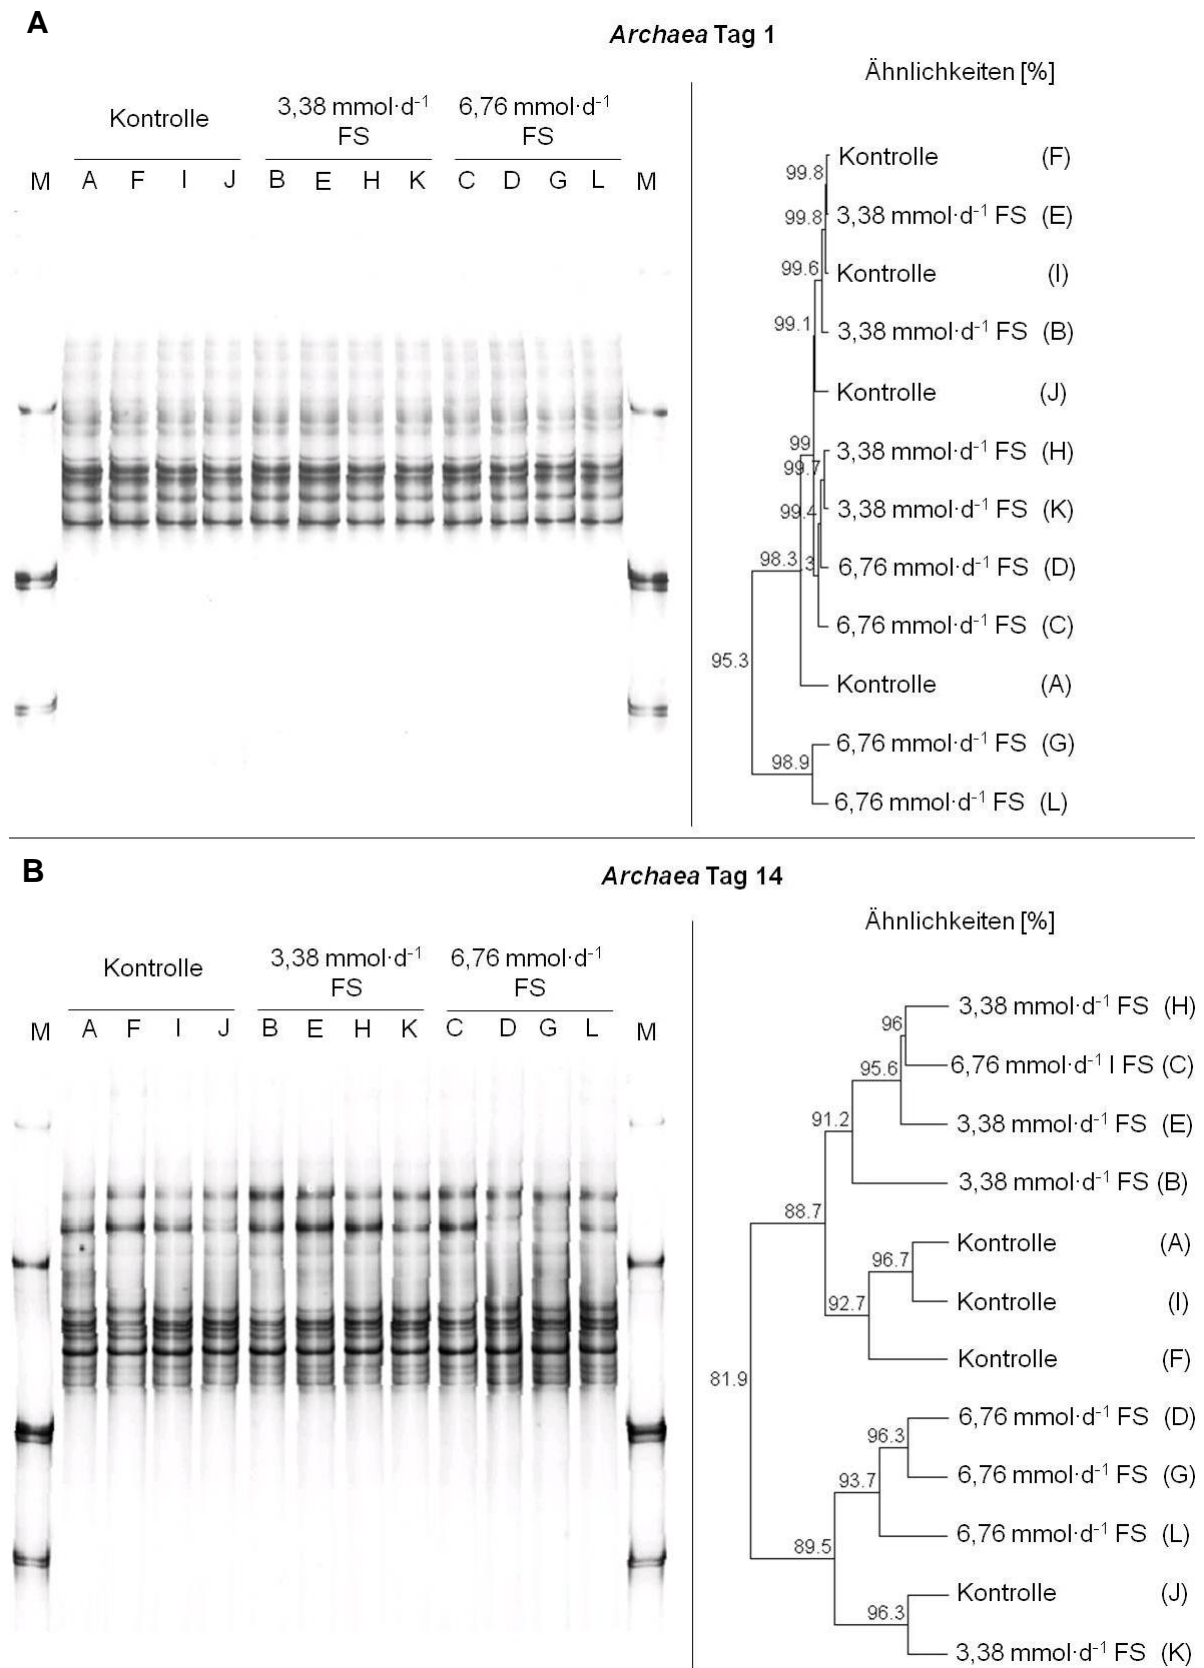 A
Archaea Tag 1
Ähnlichkeiten [%]
Kontrolle
3,38 mmol·d-1
FS
6,76 mmol·d-1
FS
M A F I J B E H K C D G L M
99.8
Kontrolle (F)
99.8
3,38 mmol·d-1 FS (E)
99.6
Kontrolle (I)
99.1
3,38 mmol·d-1 FS (B)
Kontrolle (J)
99
3,38 mmol·d-1 FS (H)
99.7
99.4
3,38 mmol·d-1 FS (K)
98.3
6,76 mmol·d-1 FS (D)
6,76 mmol·d-1 FS (C)
95.3
Kontrolle (A)
6,76 mmol·d-1 FS (G)
98.9
6,76 mmol·d-1 FS (L)
B
Archaea Tag 14
Ähnlichkeiten [%]
Kontrolle
3,38 mmol·d-1
FS
6,76 mmol·d-1
FS
M A F I J B E H K C D G L M
3,38 mmol·d-1 FS (H)
96
6,76 mmol·d-1 I FS (C)
95.6
3,38 mmol·d-1 FS (E)
91.2
3,38 mmol·d-1 FS (B)
88.7
Kontrolle (A)
96.7
Kontrolle (I)
92.7
Kontrolle (F)
81.9
6,76 mmol·d-1 FS (D)
96.3
6,76 mmol·d-1 FS (G)
93.7
6,76 mmol·d-1 FS (L)
89.5
Kontrolle (J)
96.3
3,38 mmol·d-1 FS (K)